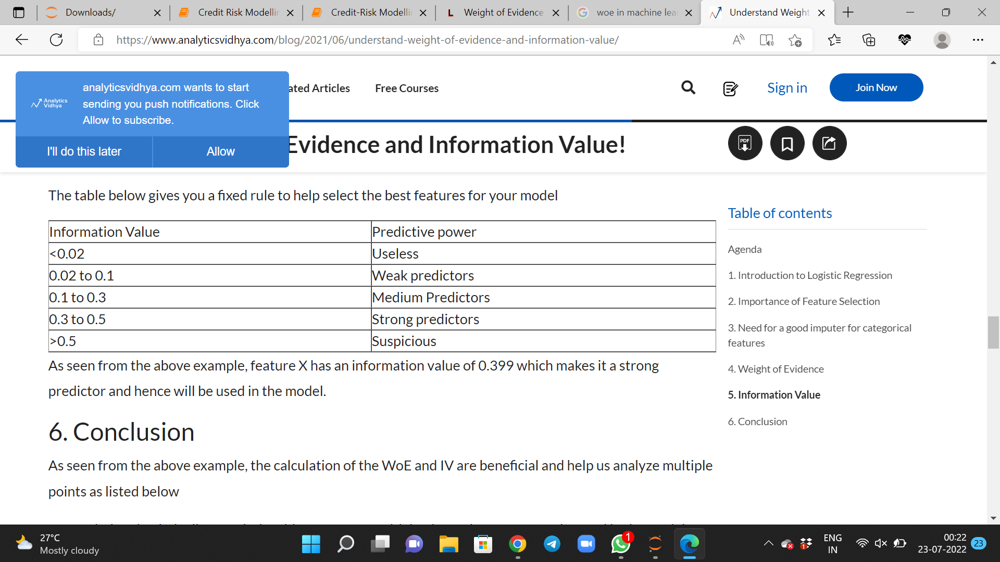 Downloads/
Credit Risk Modellin
Credit-Risk Modellin
Weight of Evidence
woe in machine lea
Understand Weight
https://www.analyticsvidhya.com/blog/2021/06/understand-weight-of-evidence-and-information-value/
analyticsvidhya.com wants to start
sending you push notifications. Click
Allow to subscribe.
Analytics
Vidhya
I'll do this later
Allow
ated Articles
Free Courses
Sign in
Join Now
Evidence and Information Value!
PDF
The table below gives you a fixed rule to help select the best features for your model
Information Value
Predictive power
<0.02
Useless
0.02 to 0.1
Weak predictors
0.1 to 0.3
Medium Predictors
0.3 to 0.5
Strong predictors
>0.5
Suspicious
As seen from the above example, feature X has an information value of 0.399 which makes it a strong
predictor and hence will be used in the model.
6. Conclusion
As seen from the above example, the calculation of the WoE and IV are beneficial and help us analyze multiple
points as listed below
Table of contents
Agenda
1. Introduction to Logistic Regression
2. Importance of Feature Selection
3. Need for a good imputer for categorical
features
4. Weight of Evidence
5. Information Value
6. Conclusion
27°C
Mostly cloudy
1
1
ENG
IN
00:22
23-07-2022
23